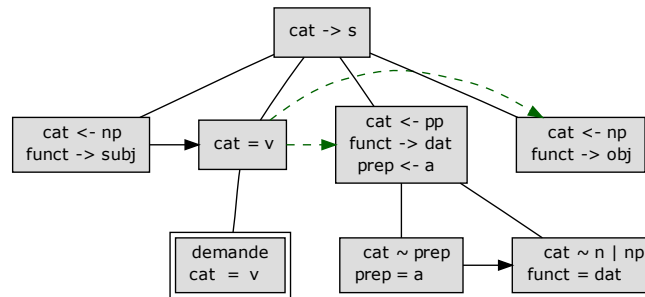 cat -> s
cat <- np
funct -> subj
cat = v
cat <- pp
funct -> dat
prep <- a
cat <- np
funct -> obj
demande
cat = v
cat ~ prep
prep = a
cat ~ n | np
funct = dat